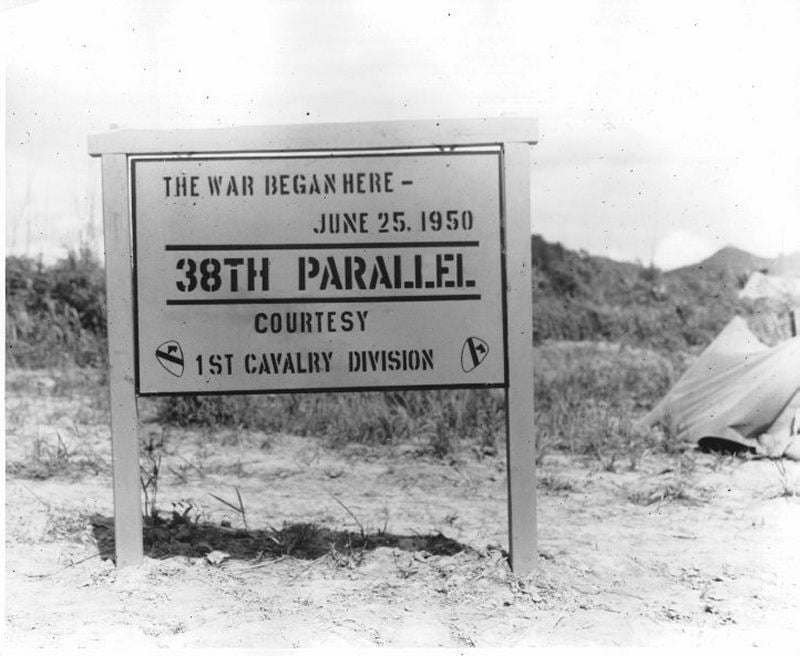 THE WAR BEGAN HERE –
JUNE 25, 1950
38TH PARALLEL
COURTESY
1ST CAVALRY DIVISION